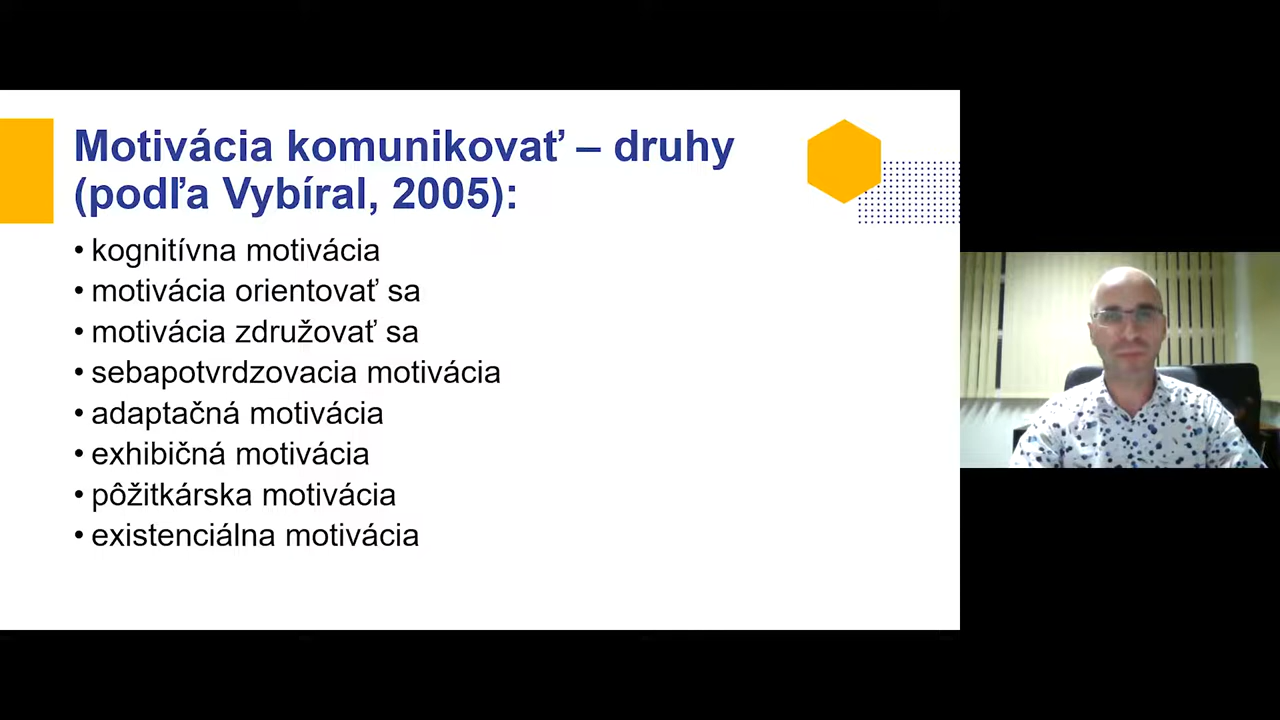 Motivácia komunikovať – druhy
(podľa Vybíral, 2005):
• kognitívna motivácia
• motivácia orientovať sa
• motivácia združovať sa
• sebapotvrdzovacia motivácia
• adaptačná motivácia
• exhibičná motivácia
• pôžitkárska motivácia
• existenciálna motivácia